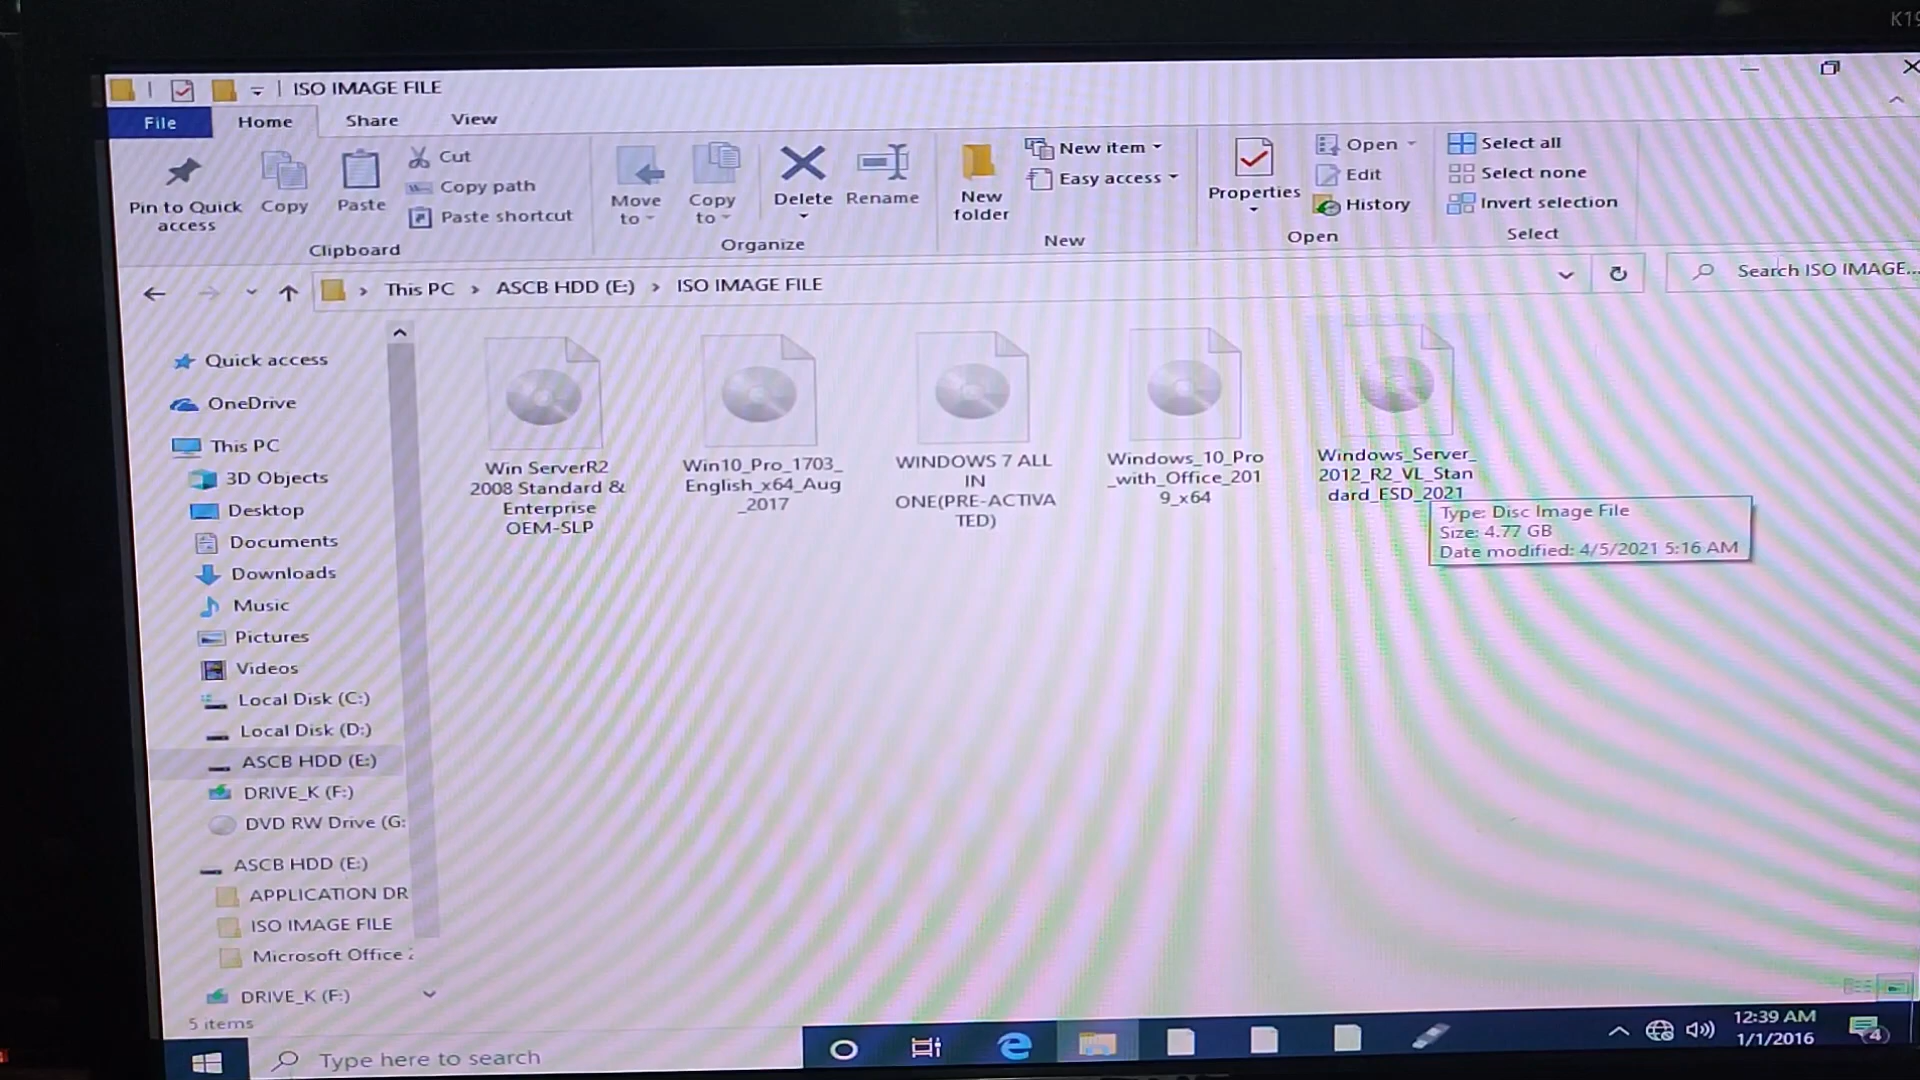 K19
ISO IMAGE FILE
File
Home
Share
View
Pin to Quick
access
Copy
Paste
Cut
Copy path
Paste shortcut
Clipboard
Move
to
Copy
to
Delete
Rename
Organize
New
folder
New item
Easy access
New
Properties
Open
Edit
History
Open
Select all
Select none
Invert selection
Select
This PC
ASCB HDD (E:)
ISO IMAGE FILE
Search ISO IMAGE...
Quick access
OneDrive
This PC
3D Objects
Desktop
Documents
Downloads
Music
Pictures
Videos
Local Disk (C:)
Local Disk (D:)
ASCB HDD (E:)
DRIVE_K (F:)
DVD RW Drive (G:
ASCB HDD (E:)
APPLICATION DR
ISO IMAGE FILE
Microsoft Office
DRIVE_K (F:)
5 items
Win ServerR2
2008 Standard &
Enterprise
OEM-SLP
Win10_Pro_1703_
English_x64_Aug
_2017
WINDOWS 7 ALL
IN
ONE(PRE-ACTIVA
TED)
Windows_10_Pro
_with_Office_201
9_x64
Windows_Server_
2012_R2_VL_Stan
dard_ESD_2021
Type: Disc Image File
Size: 4.77 GB
Date modified: 4/5/2021 5:16 AM
Type here to search
12:39 AM
1/1/2016
4